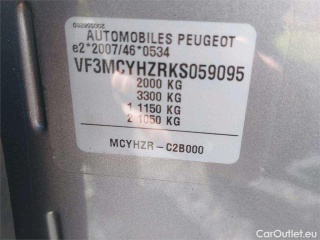 AUTOMOBILES PEUGEOT
e2*2007/46*0534
VF3MCYHZRKS059095
2000 KG
3300 KG
1 1150 KG
2 1050 KG
MCYHZR-C2B000
CarOutlet.eu